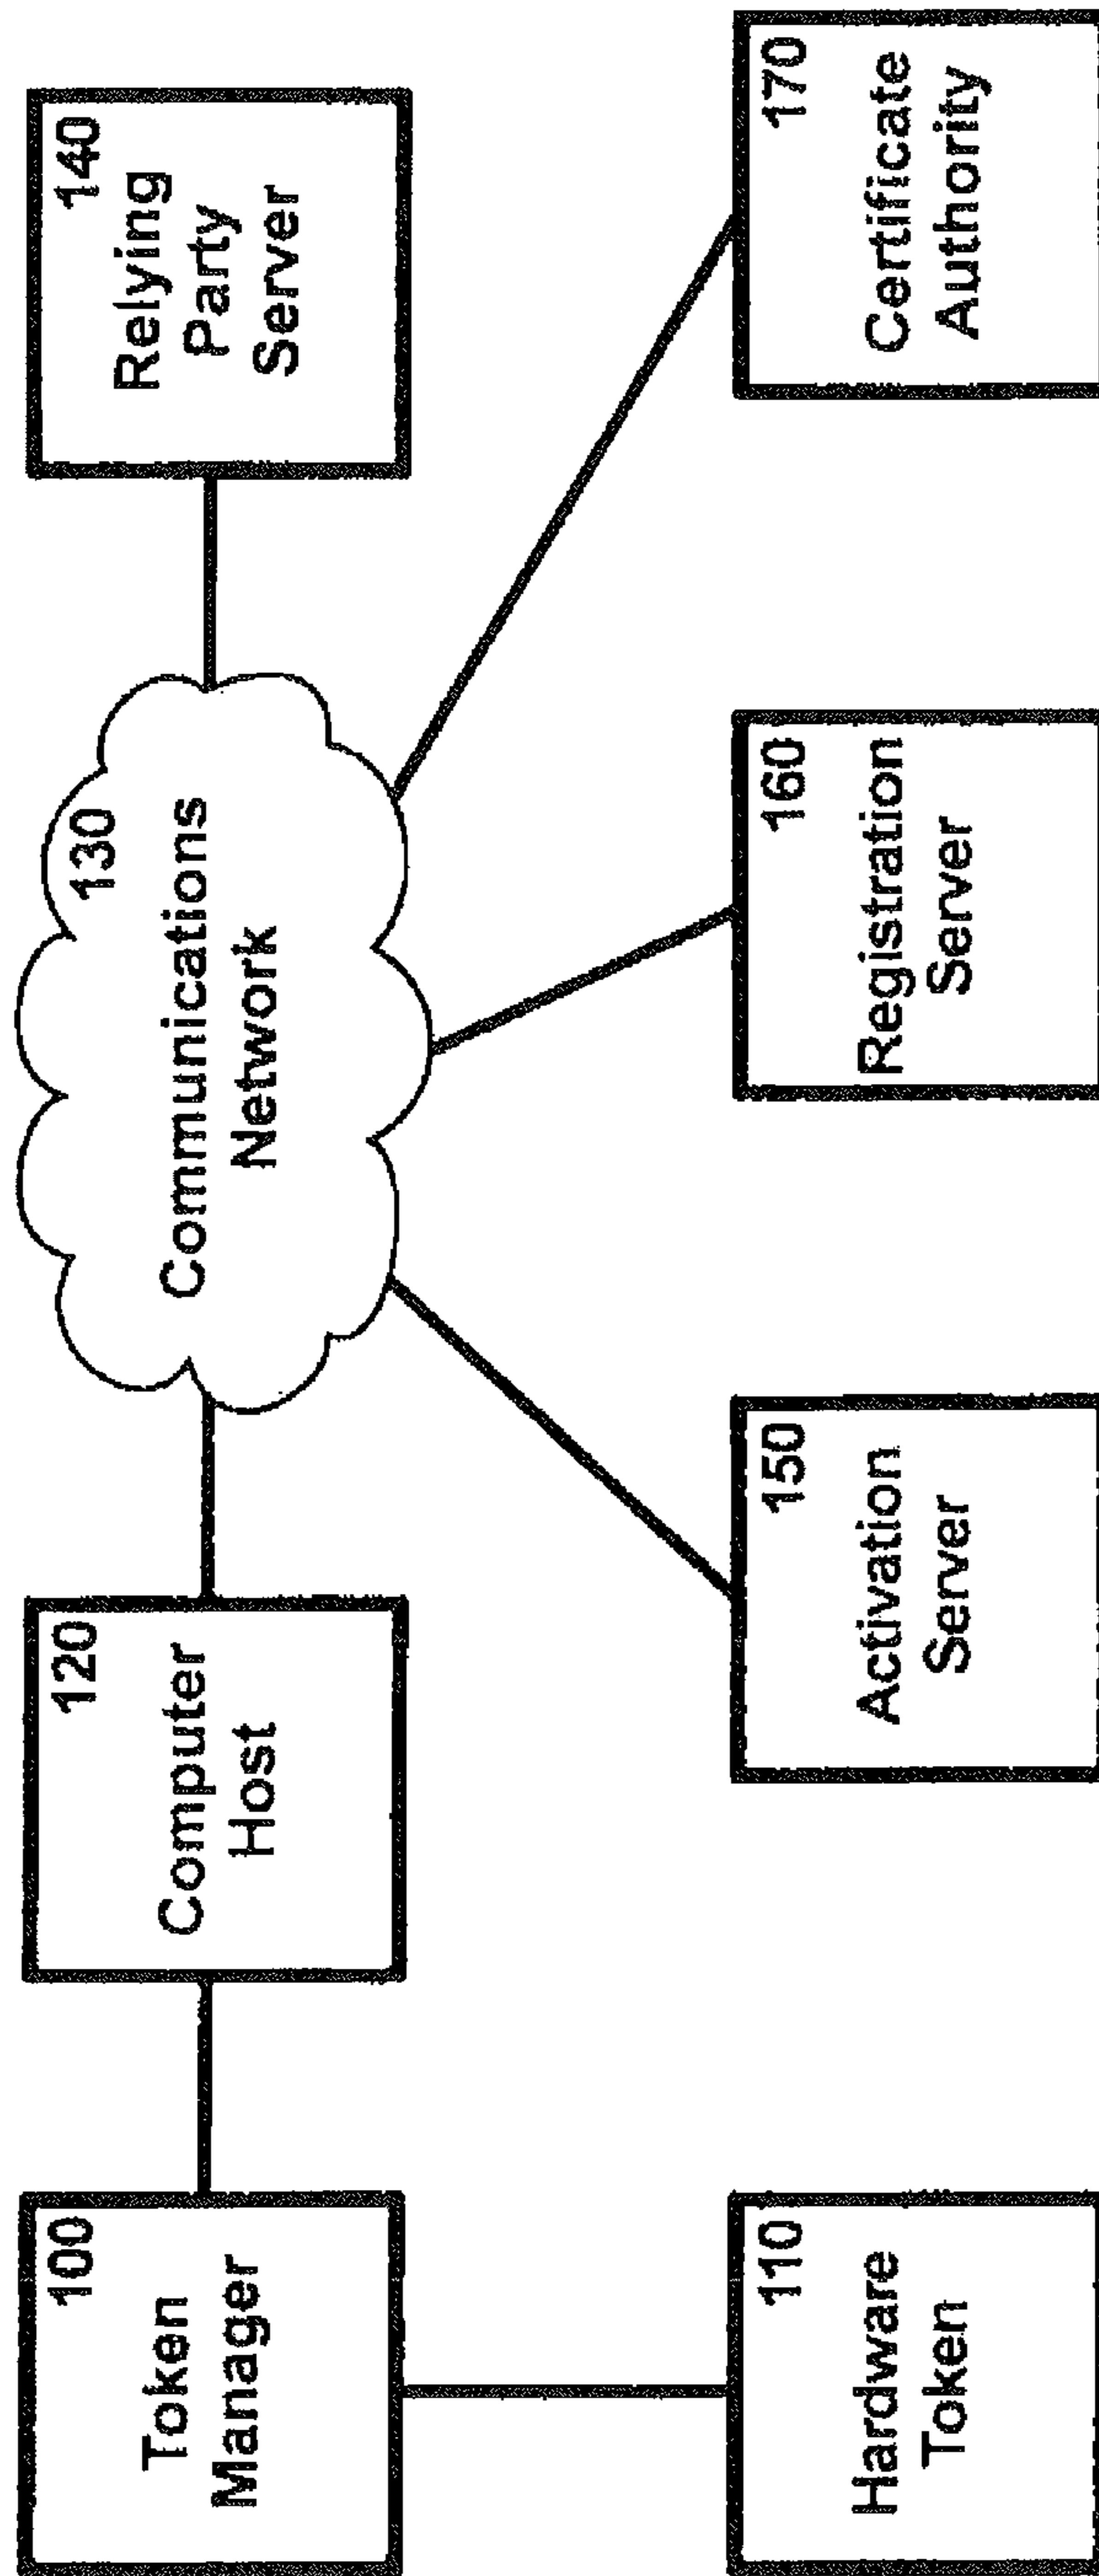 100
Token
Manager
120
Computer
Host
130
Communications
Network
140
Relying
Party
Server
110
Hardware
Token
150
Activation
Server
160
Registration
Server
170
Certificate
Authority